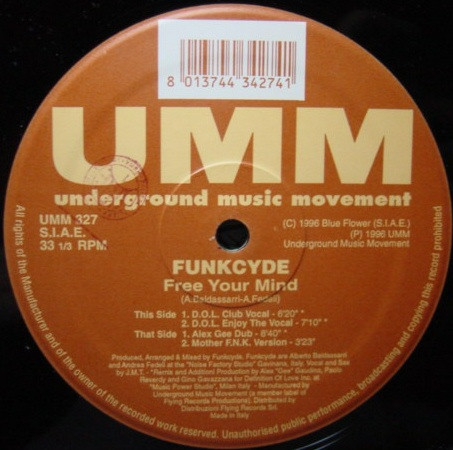 8 013744 342741
UMM
underground music movement
UMM 327
S.I.A.E.
33 1/3 RPM
(C) 1996 Blue Flower (S.I.A.E.)
(P) 1996 UMM
Underground Music Movement
FUNKCYDE
Free Your Mind
(A.Baldassarri-A.Fedeli)
This Side 1. D.O.L. Club Vocal - 6'20" *
2. D.O.L. Enjoy The Vocal - 7'10" *
That Side 1. Alex Gee Dub - 6'40" *
2. Mother F.N.K. Version - 3'23"
Produced, Arranged & Mixed by Funkcyde. Funkcyde are Alberto Baldassarri
and Andrea Fedeli at the "Noise Factory Studio" Gavinana, Italy. Vocal and Sax
by J.M.T. - *Remix and Additional Production by Alex "Gee" Gaudino, Paolo
and Gino Gavazzana for Definition Of Love Inc. at
"Music Power Studio", Milan Italy - Manufactured by
Underground Music Movement (a member label of
Flying Records Productions). Distributed by
Distribuzioni Flying Records Srl.
Made in Italy
All rights of the Manufacturer and of the owner of the recorded work reserved. Unauthorised public performance, broadcasting and copying this record prohibited